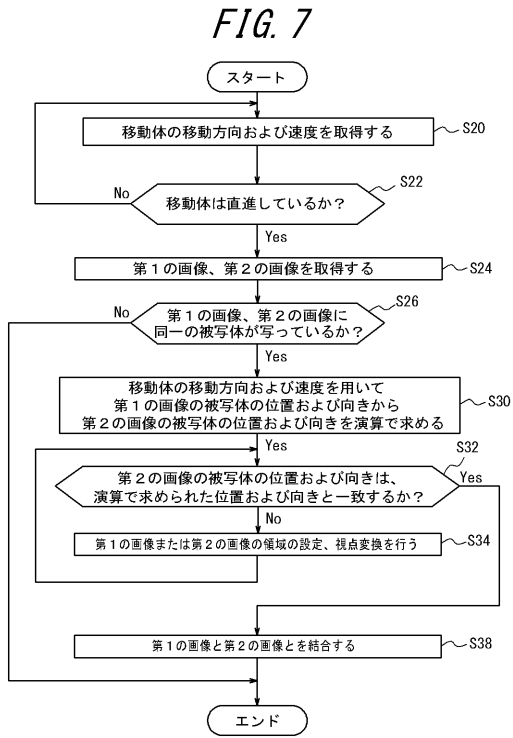 FIG. 7
スタート
移動体の移動方向および速度を取得する
S20
No
移動体は直進しているか？
S22
Yes
第１の画像、第２の画像を取得する
S24
No
第１の画像、第２の画像に
同一の被写体が写っているか？
S26
Yes
移動体の移動方向および速度を用いて
第１の画像の被写体の位置および向きから
第２の画像の被写体の位置および向きを演算で求める
S30
Yes
第２の画像の被写体の位置および向きは、
演算で求められた位置および向きと一致するか？
S32
Yes
No
第１の画像または第２の画像の領域の設定、視点変換を行う
S34
第１の画像と第２の画像とを結合する
S38
エンド